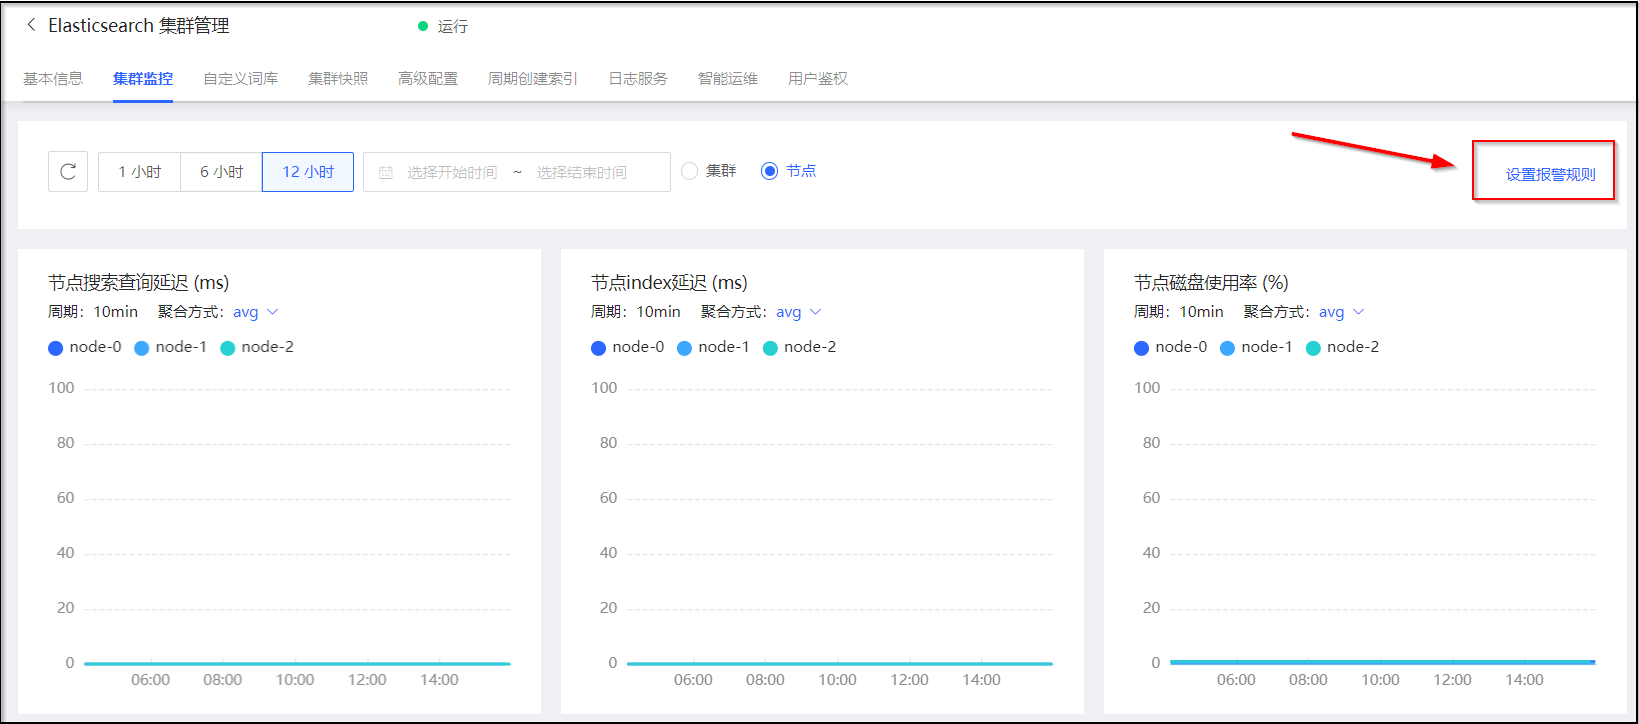 Elasticsearch 集群管理 运行
基本信息 集群监控 自定义词库 集群快照 高级配置 周期创建索引 日志服务 智能运维 用户鉴权
1 小时 6 小时 12 小时 选择开始时间 ~ 选择结束时间 集群 节点 设置报警规则
节点搜索查询延迟 (ms)
周期：10min 聚合方式：avg
node-0 node-1 node-2
100
80
60
40
20
0
06:00 08:00 10:00 12:00 14:00
节点index延迟 (ms)
周期：10min 聚合方式：avg
node-0 node-1 node-2
100
80
60
40
20
0
06:00 08:00 10:00 12:00 14:00
节点磁盘使用率 (%)
周期：10min 聚合方式：avg
node-0 node-1 node-2
100
80
60
40
20
0
06:00 08:00 10:00 12:00 14:00